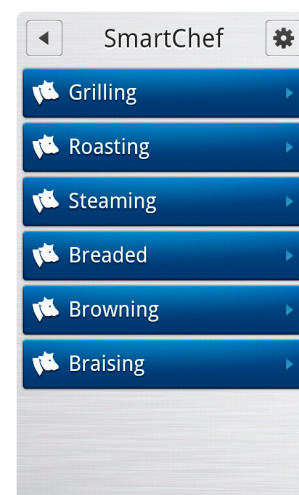 SmartChef
Grilling
Roasting
Steaming
Breaded
Browning
Braising